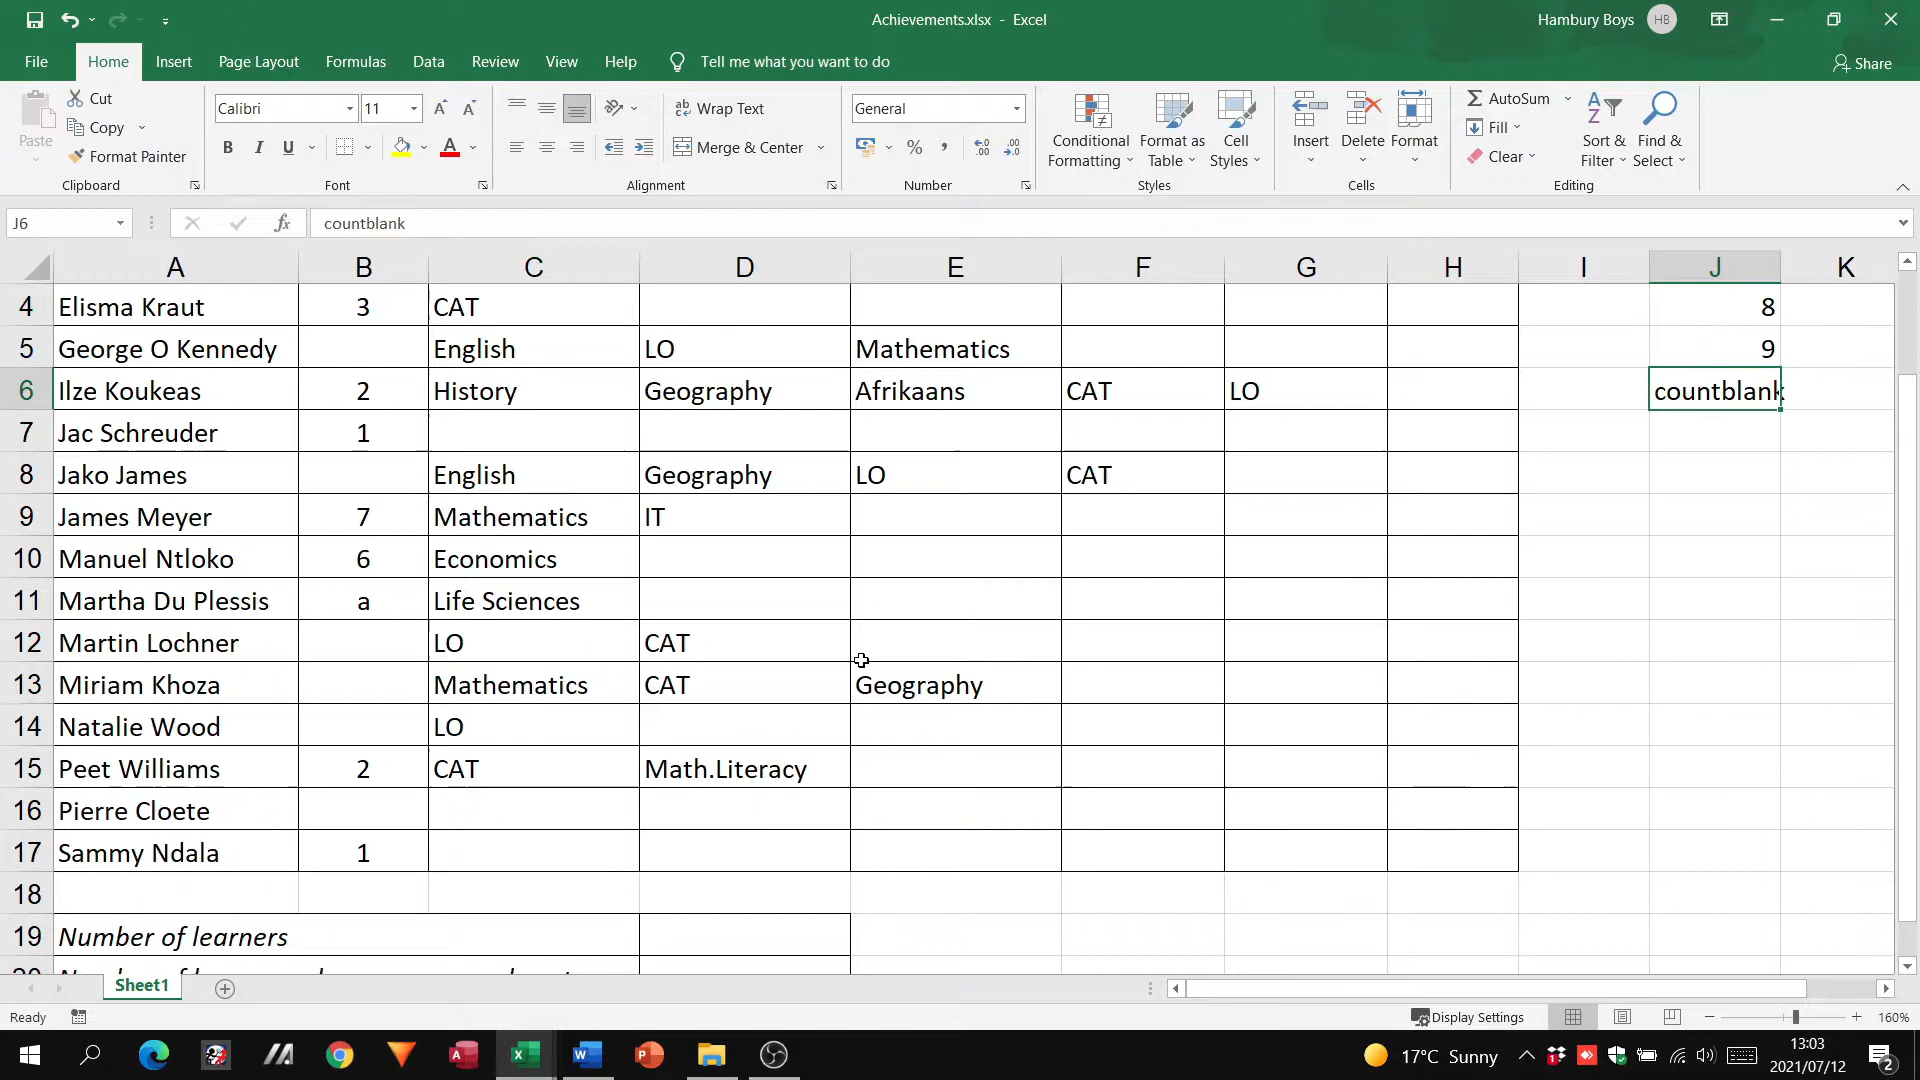 Achievements.xlsx - Excel
Hambury Boys HB
File Home Insert Page Layout Formulas Data Review View Help Tell me what you want to do Share
Paste Cut Copy Format Painter Clipboard
Calibri 11 B I U A Font
ab Wrap Text Merge & Center Alignment
General % , Number
Conditional Formatting Format as Table Cell Styles Styles
Insert Delete Format Cells
AutoSum Fill Clear Sort & Filter Find & Select Editing
J6 fx countblank
A B C D E F G H I J K
4 Elisma Kraut 3 CAT 8
5 George O Kennedy English LO Mathematics 9
6 Ilze Koukeas 2 History Geography Afrikaans CAT LO countblank
7 Jac Schreuder 1
8 Jako James English Geography LO CAT
9 James Meyer 7 Mathematics IT
10 Manuel Ntloko 6 Economics
11 Martha Du Plessis a Life Sciences
12 Martin Lochner LO CAT
13 Miriam Khoza Mathematics CAT Geography
14 Natalie Wood LO
15 Peet Williams 2 CAT Math.Literacy
16 Pierre Cloete
17 Sammy Ndala 1
18
19 Number of learners
Sheet1
Ready Display Settings 160%
17°C Sunny 13:03
2021/07/12 2